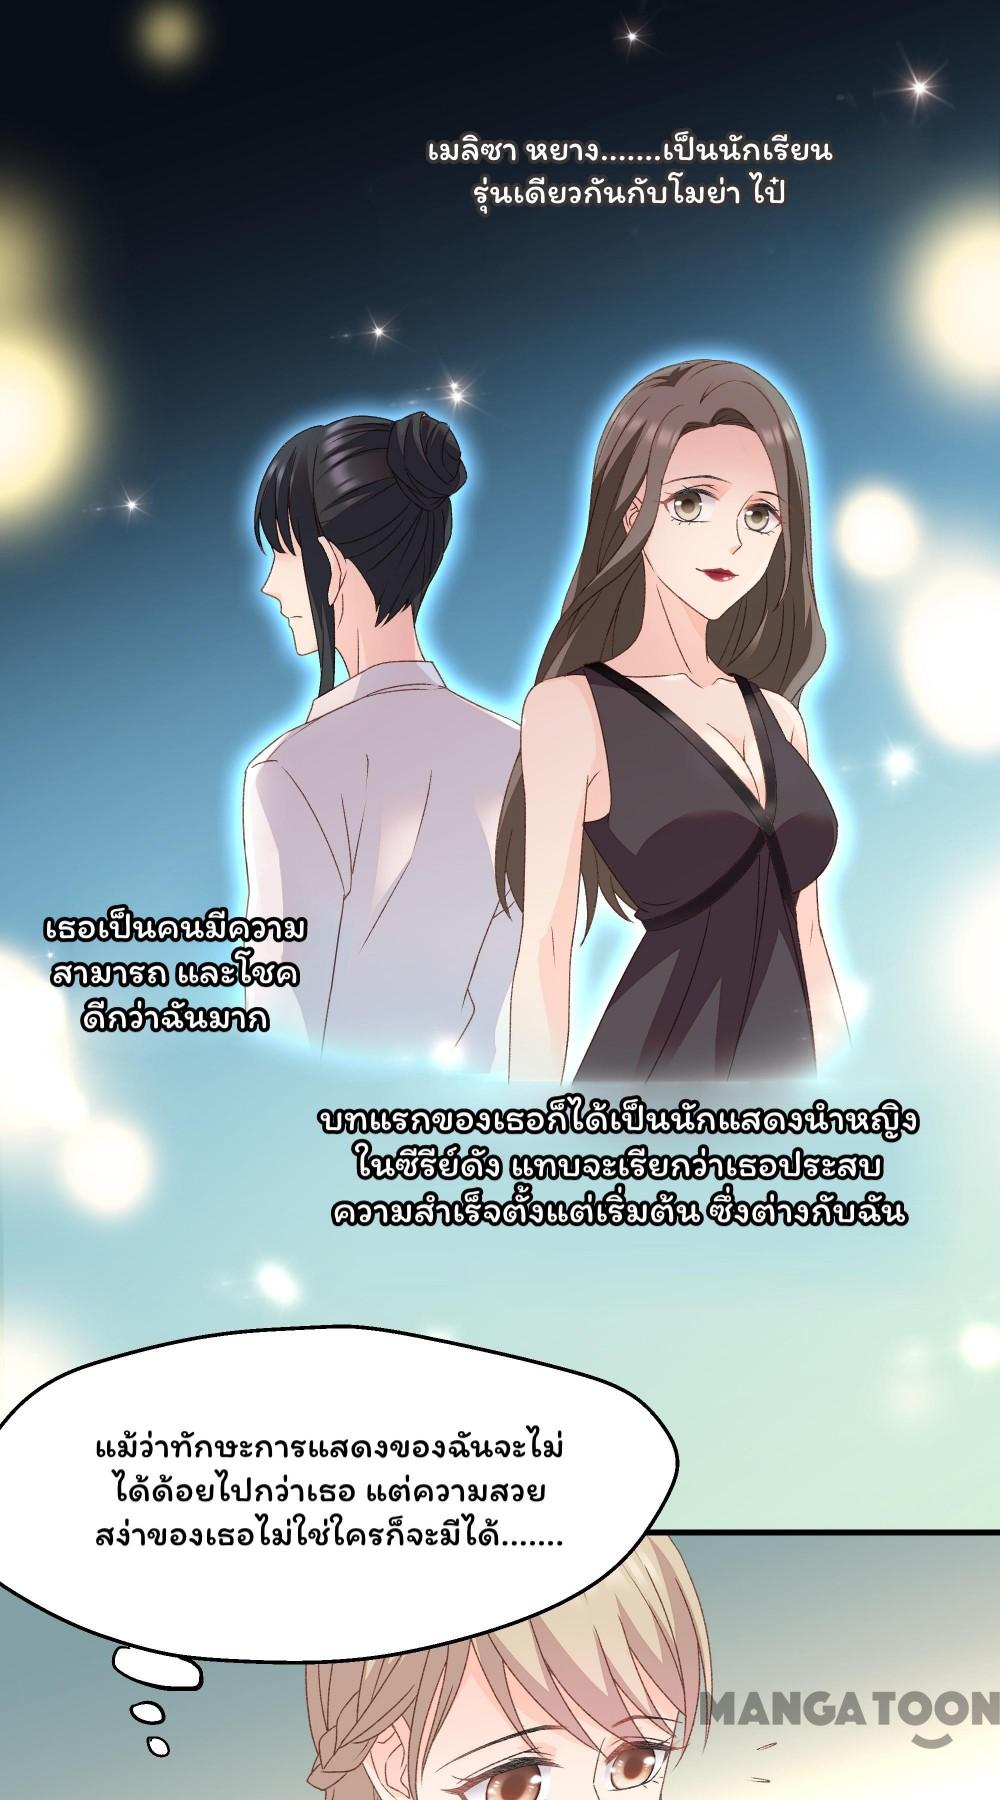 เมลิซา หยาง.......เป็นนักเรียน
รุ่นเดียวกันกับโมย่า ไป๋
เธอเป็นคนมีความ
สามารถ และโชค
ดีกว่าฉันมาก
บทแรกของเธอก็ได้เป็นนักแสดงนำหญิง
ในซีรีย์ดัง แทบจะเรียกว่าเธอประสบ
ความสำเร็จตั้งแต่เริ่มต้น ซึ่งต่างกับฉัน
แม้ว่าทักษะการแสดงของฉันจะไม่
ได้ด้อยไปกว่าเธอ แต่ความสวย
สง่าของเธอไม่ใช่ใครก็จะมีได้.......
MANGATOON